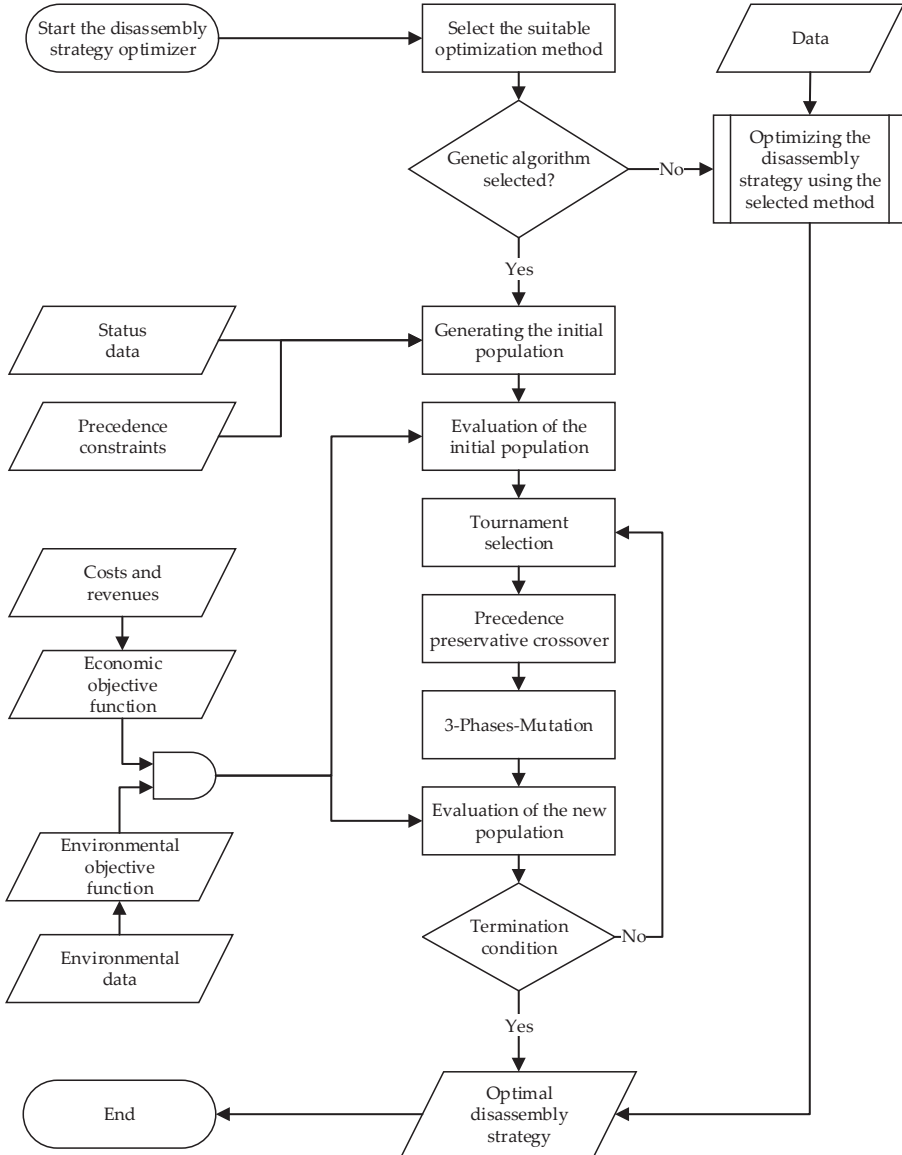 Start the disassembly
strategy optimizer
Select the suitable
optimization method
Data
Genetic algorithm
selected?
No
Optimizing the
disassembly
strategy using the
selected method
Yes
Status
data
Generating the initial
population
Precedence
constraints
Evaluation of the
initial population
Tournament
selection
Costs and
revenues
Precedence
preservative crossover
Economic
objective
function
3-Phases-Mutation
Evaluation of the new
population
Environmental
objective
function
Termination
condition
No
Environmental
data
Yes
Optimal
disassembly
strategy
End